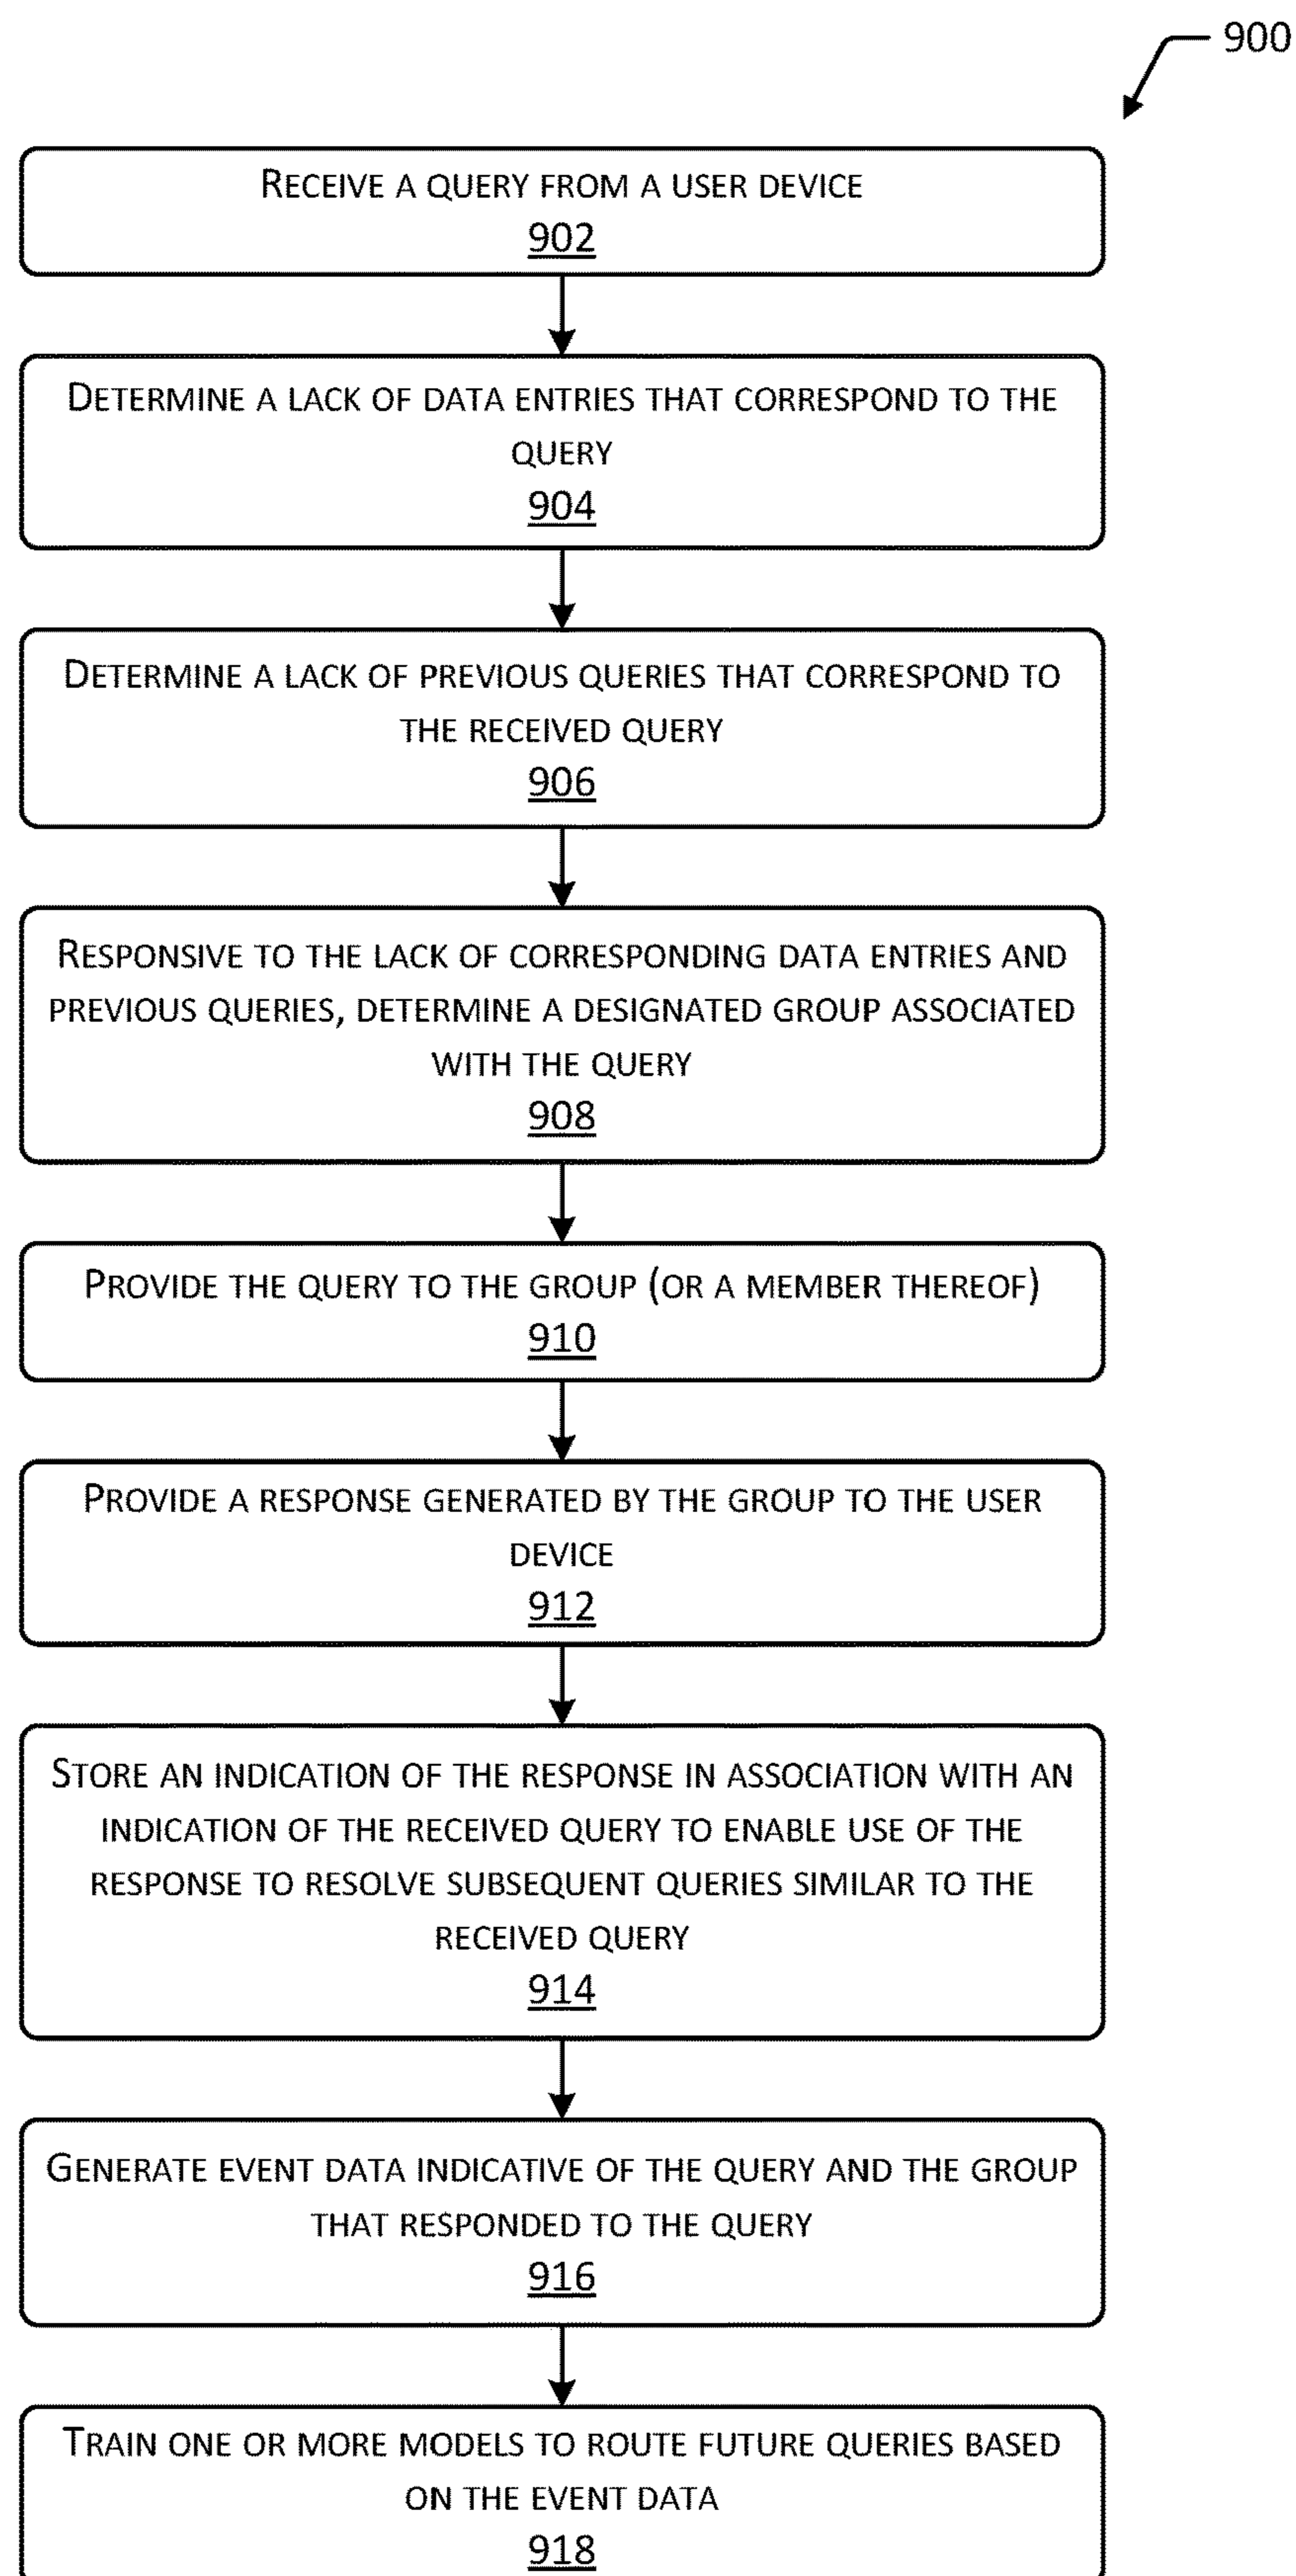 900
RECEIVE A QUERY FROM A USER DEVICE
902
DETERMINE A LACK OF DATA ENTRIES THAT CORRESPOND TO THE
QUERY
904
DETERMINE A LACK OF PREVIOUS QUERIES THAT CORRESPOND TO
THE RECEIVED QUERY
906
RESPONSIVE TO THE LACK OF CORRESPONDING DATA ENTRIES AND
PREVIOUS QUERIES, DETERMINE A DESIGNATED GROUP ASSOCIATED
WITH THE QUERY
908
PROVIDE THE QUERY TO THE GROUP (OR A MEMBER THEREOF)
910
PROVIDE A RESPONSE GENERATED BY THE GROUP TO THE USER
DEVICE
912
STORE AN INDICATION OF THE RESPONSE IN ASSOCIATION WITH AN
INDICATION OF THE RECEIVED QUERY TO ENABLE USE OF THE
RESPONSE TO RESOLVE SUBSEQUENT QUERIES SIMILAR TO THE
RECEIVED QUERY
914
GENERATE EVENT DATA INDICATIVE OF THE QUERY AND THE GROUP
THAT RESPONDED TO THE QUERY
916
TRAIN ONE OR MORE MODELS TO ROUTE FUTURE QUERIES BASED
ON THE EVENT DATA
918